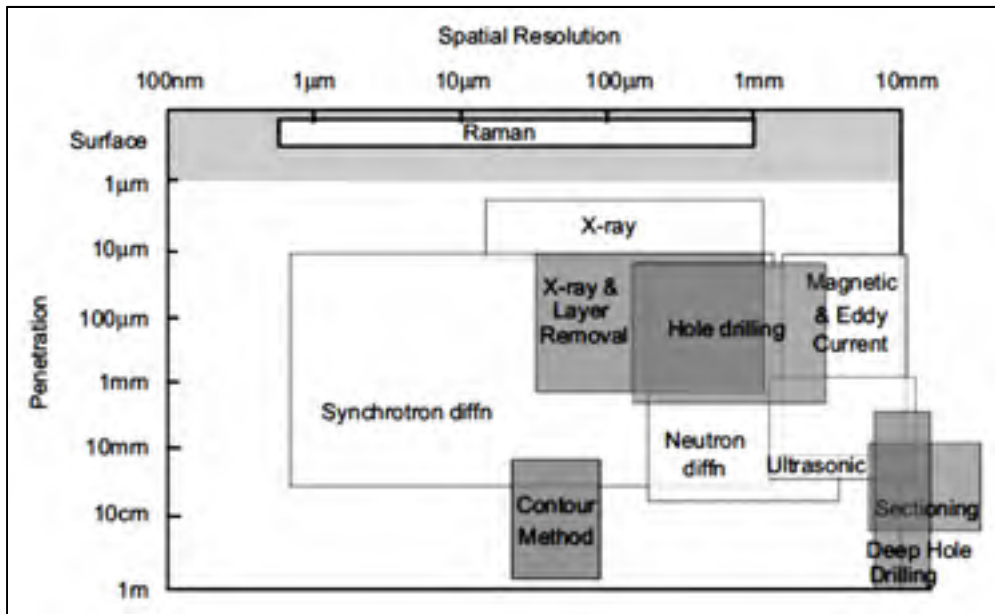 Spatial Resolution
100nm 1µm 10µm 100µm 1mm 10mm
Surface
1µm
10µm
100µm
1mm
10mm
10cm
1m
Penetration
Raman
X-ray
X-ray &
Layer
Removal
Hole drilling
Magnetic
& Eddy
Current
Synchrotron diffn
Neutron
diffn
Ultrasonic
Contour
Method
Sectioning
Deep Hole
Drilling